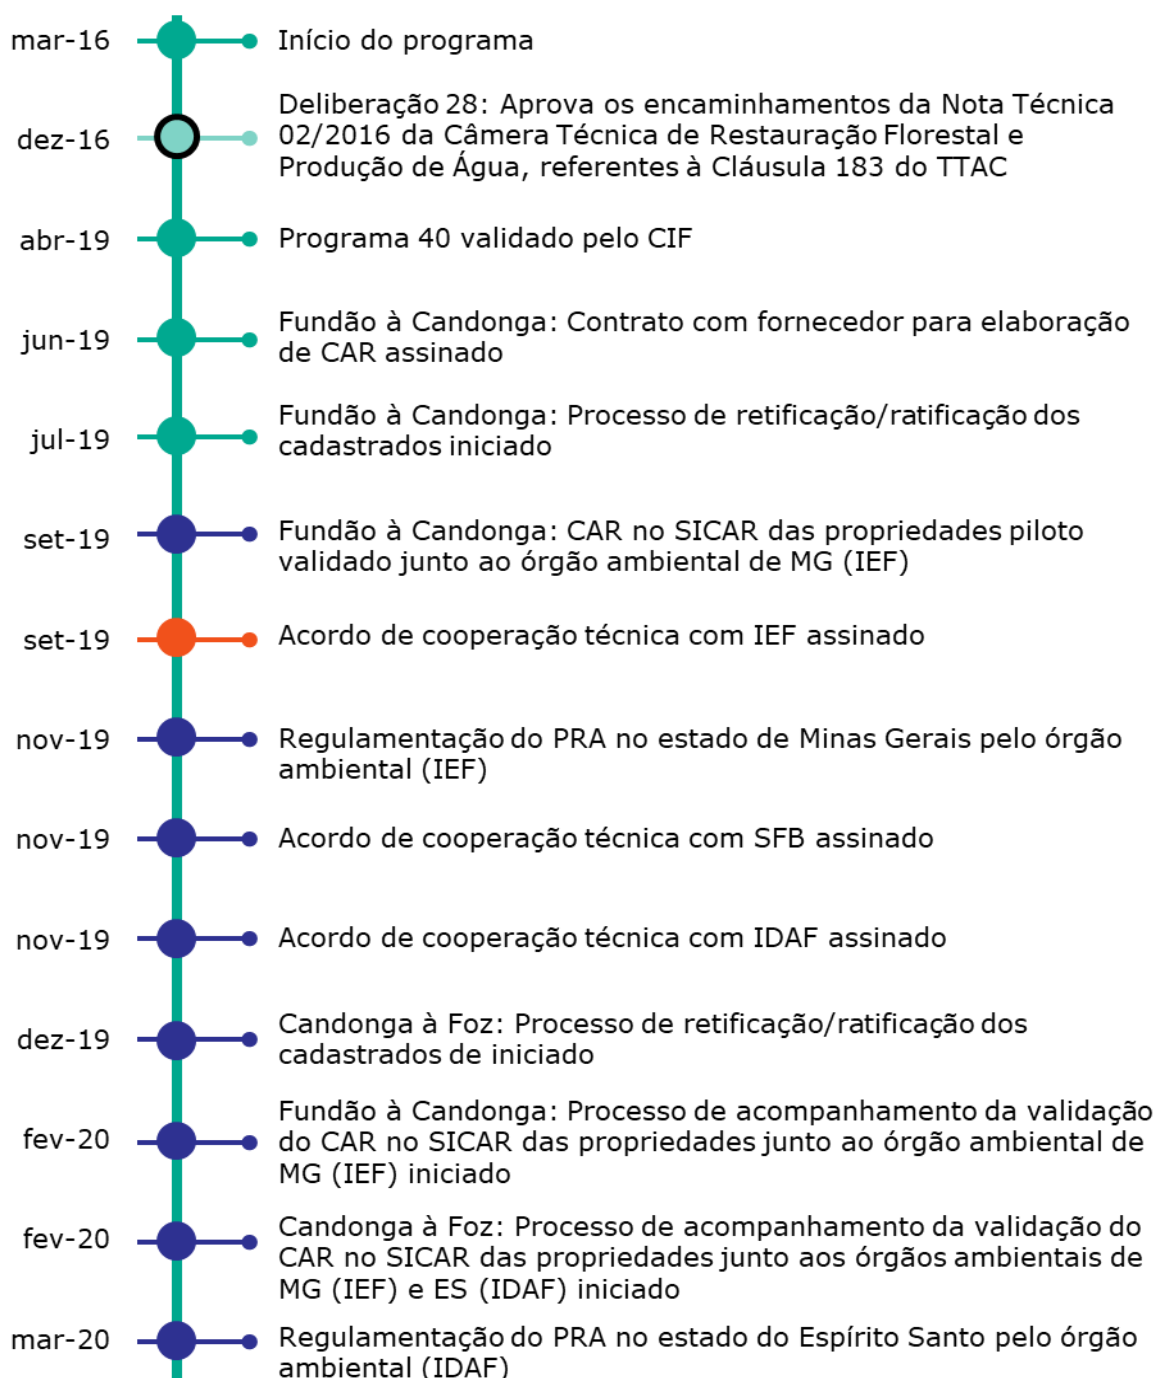 mar-16
Início do programa
dez-16
Deliberação 28: Aprova os encaminhamentos da Nota Técnica
02/2016 da Câmera Técnica de Restauração Florestal e
Produção de Água, referentes à Cláusula 183 do TTAC
abr-19
Programa 40 validado pelo CIF
jun-19
Fundão à Candonga: Contrato com fornecedor para elaboração
de CAR assinado
jul-19
Fundão à Candonga: Processo de retificação/ratificação dos
cadastrados iniciado
set-19
Fundão à Candonga: CAR no SICAR das propriedades piloto
validado junto ao órgão ambiental de MG (IEF)
set-19
Acordo de cooperação técnica com IEF assinado
nov-19
Regulamentação do PRA no estado de Minas Gerais pelo órgão
ambiental (IEF)
nov-19
Acordo de cooperação técnica com SFB assinado
nov-19
Acordo de cooperação técnica com IDAF assinado
dez-19
Candonga à Foz: Processo de retificação/ratificação dos
cadastrados de iniciado
fev-20
Fundão à Candonga: Processo de acompanhamento da validação
do CAR no SICAR das propriedades junto ao órgão ambiental de
MG (IEF) iniciado
fev-20
Candonga à Foz: Processo de acompanhamento da validação do
CAR no SICAR das propriedades junto aos órgãos ambientais de
MG (IEF) e ES (IDAF) iniciado
mar-20
Regulamentação do PRA no estado do Espírito Santo pelo órgão
ambiental (IDAF)